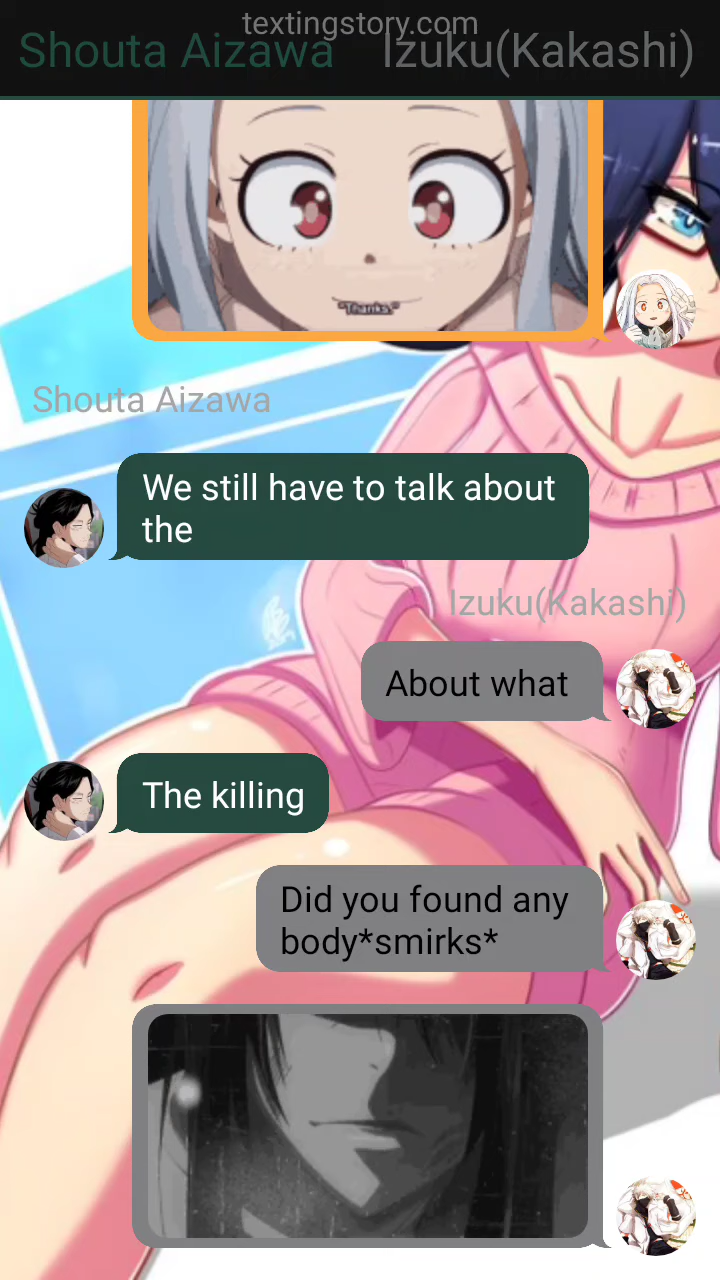 textingstory.com
Shouta Aizawa Izuku(Kakashi)
"Thanks."
Shouta Aizawa
We still have to talk about
the
Izuku(Kakashi)
About what
The killing
Did you found any
body*smirks*